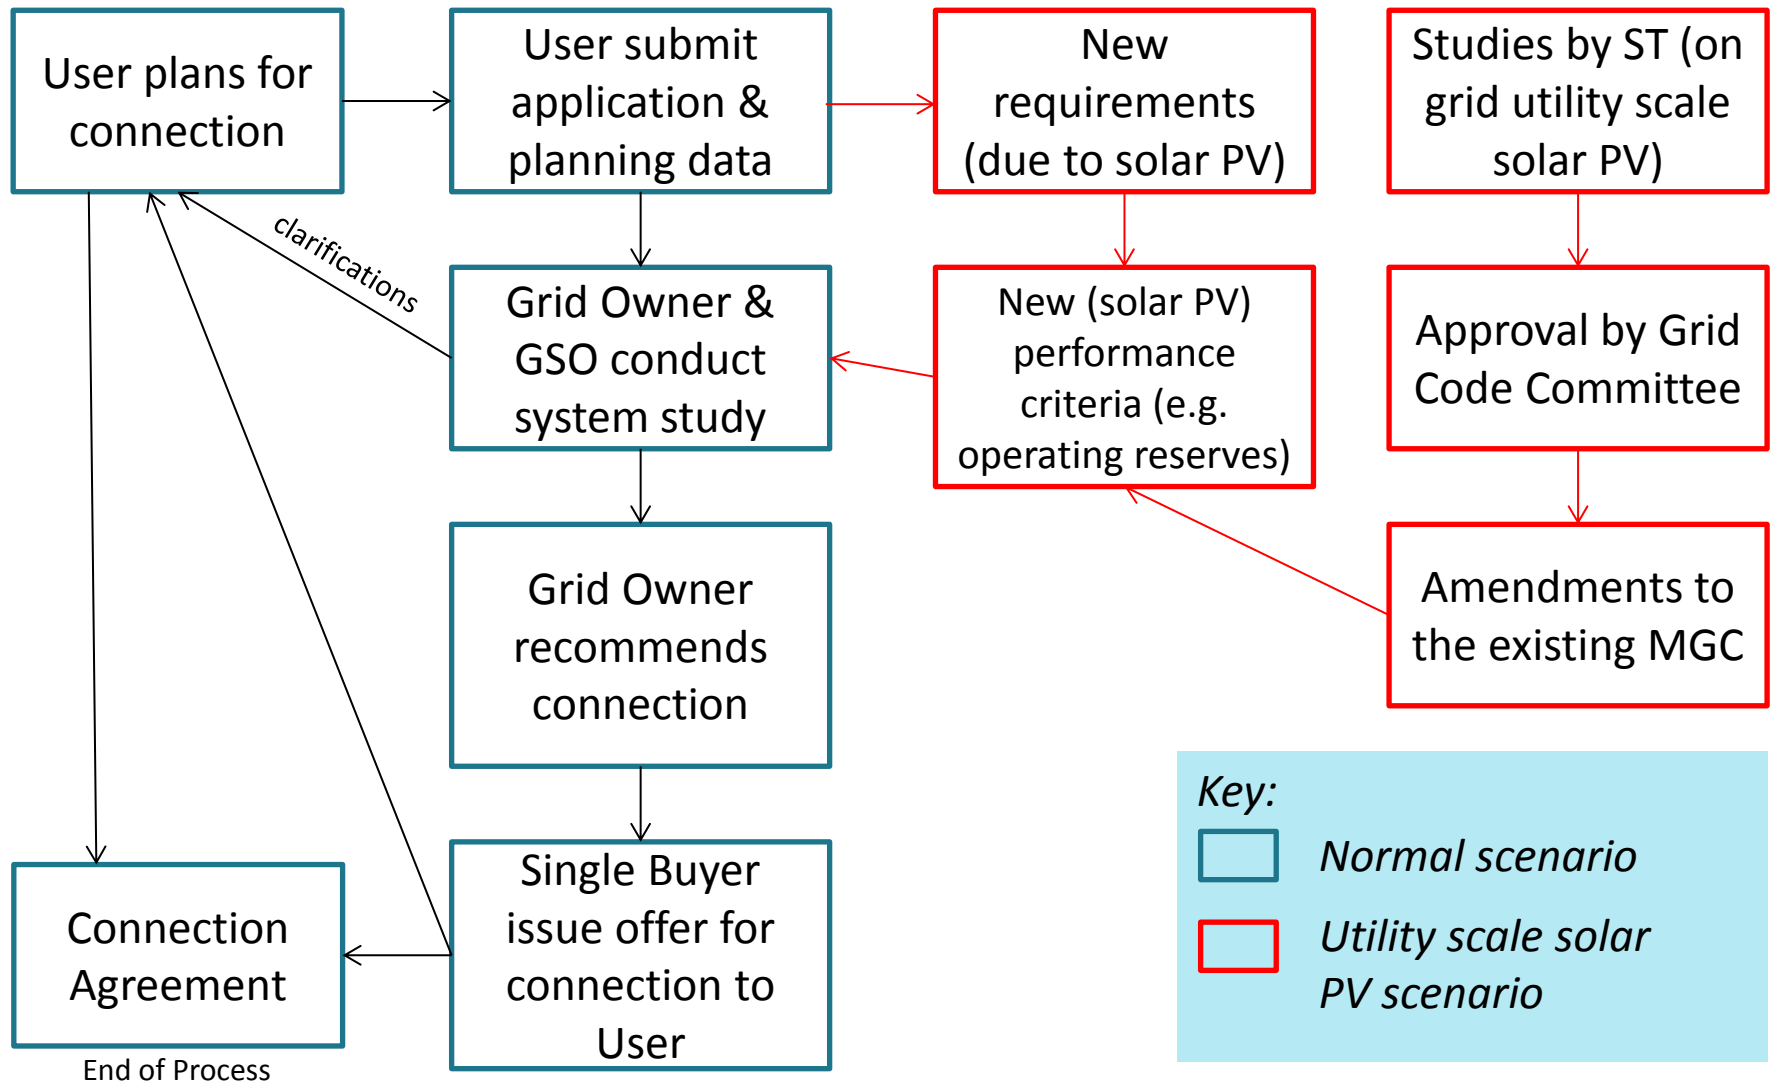 User plans for
connection
User submit
application &
planning data
New
requirements
(due to solar PV)
Studies by ST (on
grid utility scale
solar PV)
clarifications
Grid Owner &
GSO conduct
system study
New (solar PV)
performance
criteria (e.g.
operating reserves)
Approval by Grid
Code Committee
Grid Owner
recommends
connection
Amendments to
the existing MGC
Connection
Agreement
End of Process
Single Buyer
issue offer for
connection to
User
Key:
Normal scenario
Utility scale solar
PV scenario